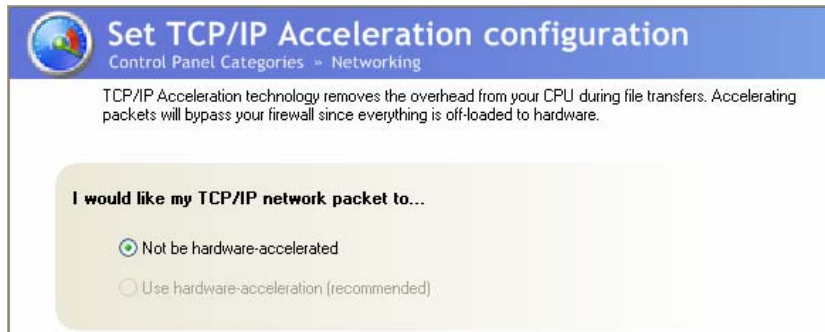 Set TCP/IP Acceleration configuration
Control Panel Categories » Networking
TCP/IP Acceleration technology removes the overhead from your CPU during file transfers. Accelerating
packets will bypass your firewall since everything is off-loaded to hardware.
I would like my TCP/IP network packet to...
Not be hardware-accelerated
Use hardware-acceleration (recommended)